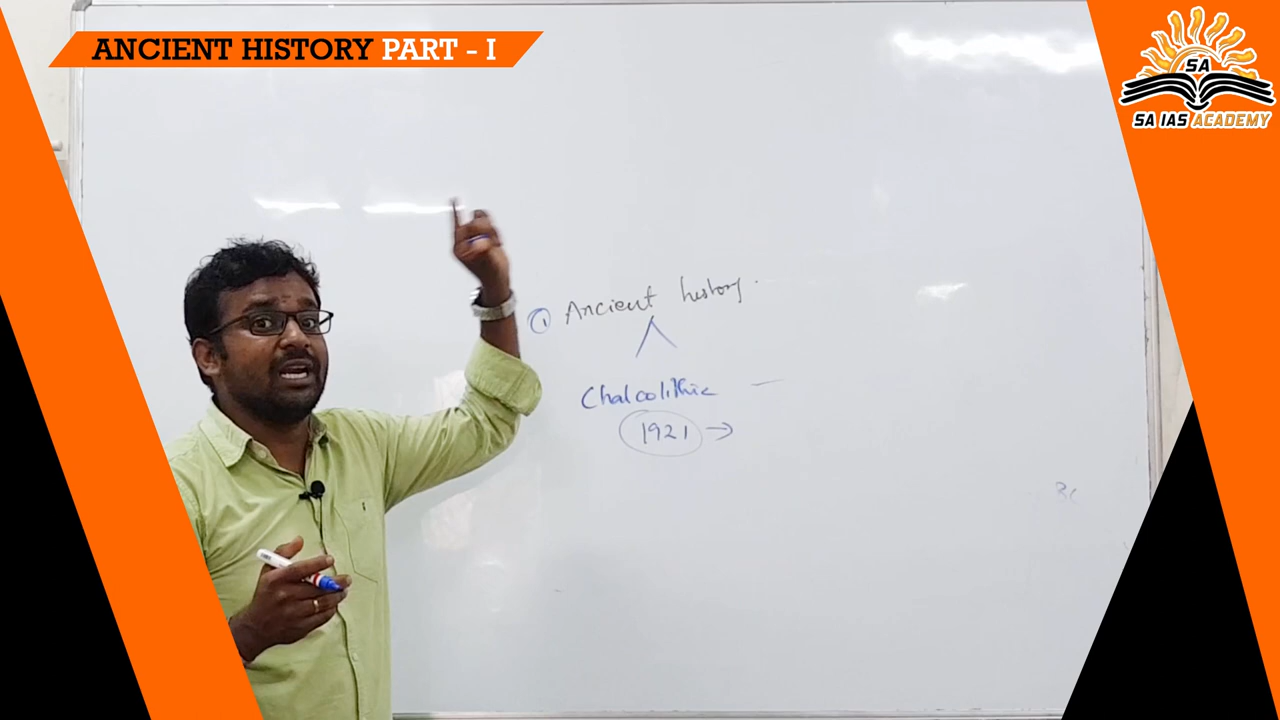 ANCIENT HISTORY PART - I
SA
SA IAS ACADEMY
① Ancient history.
Chalcolithic —
1921 →